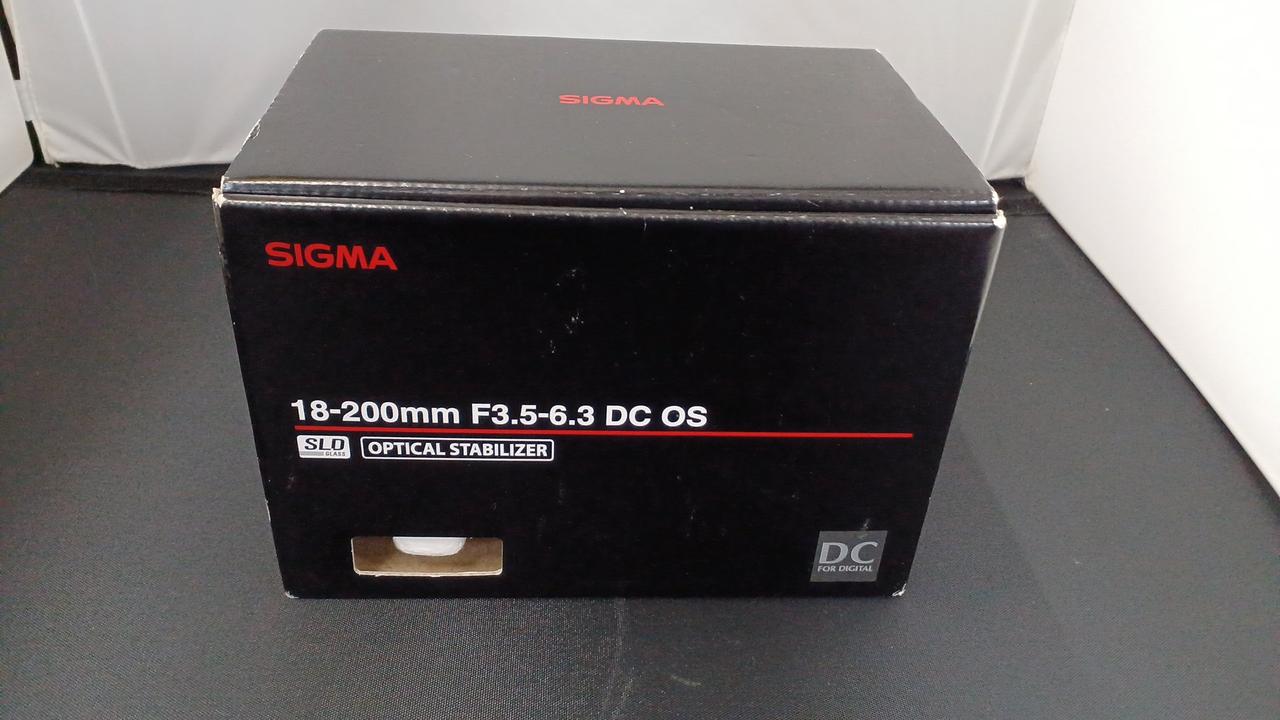 SIGMA
SIGMA
18-200mm F3.5-6.3 DC OS
SLD GLASS OPTICAL STABILIZER
DC
FOR DIGITAL